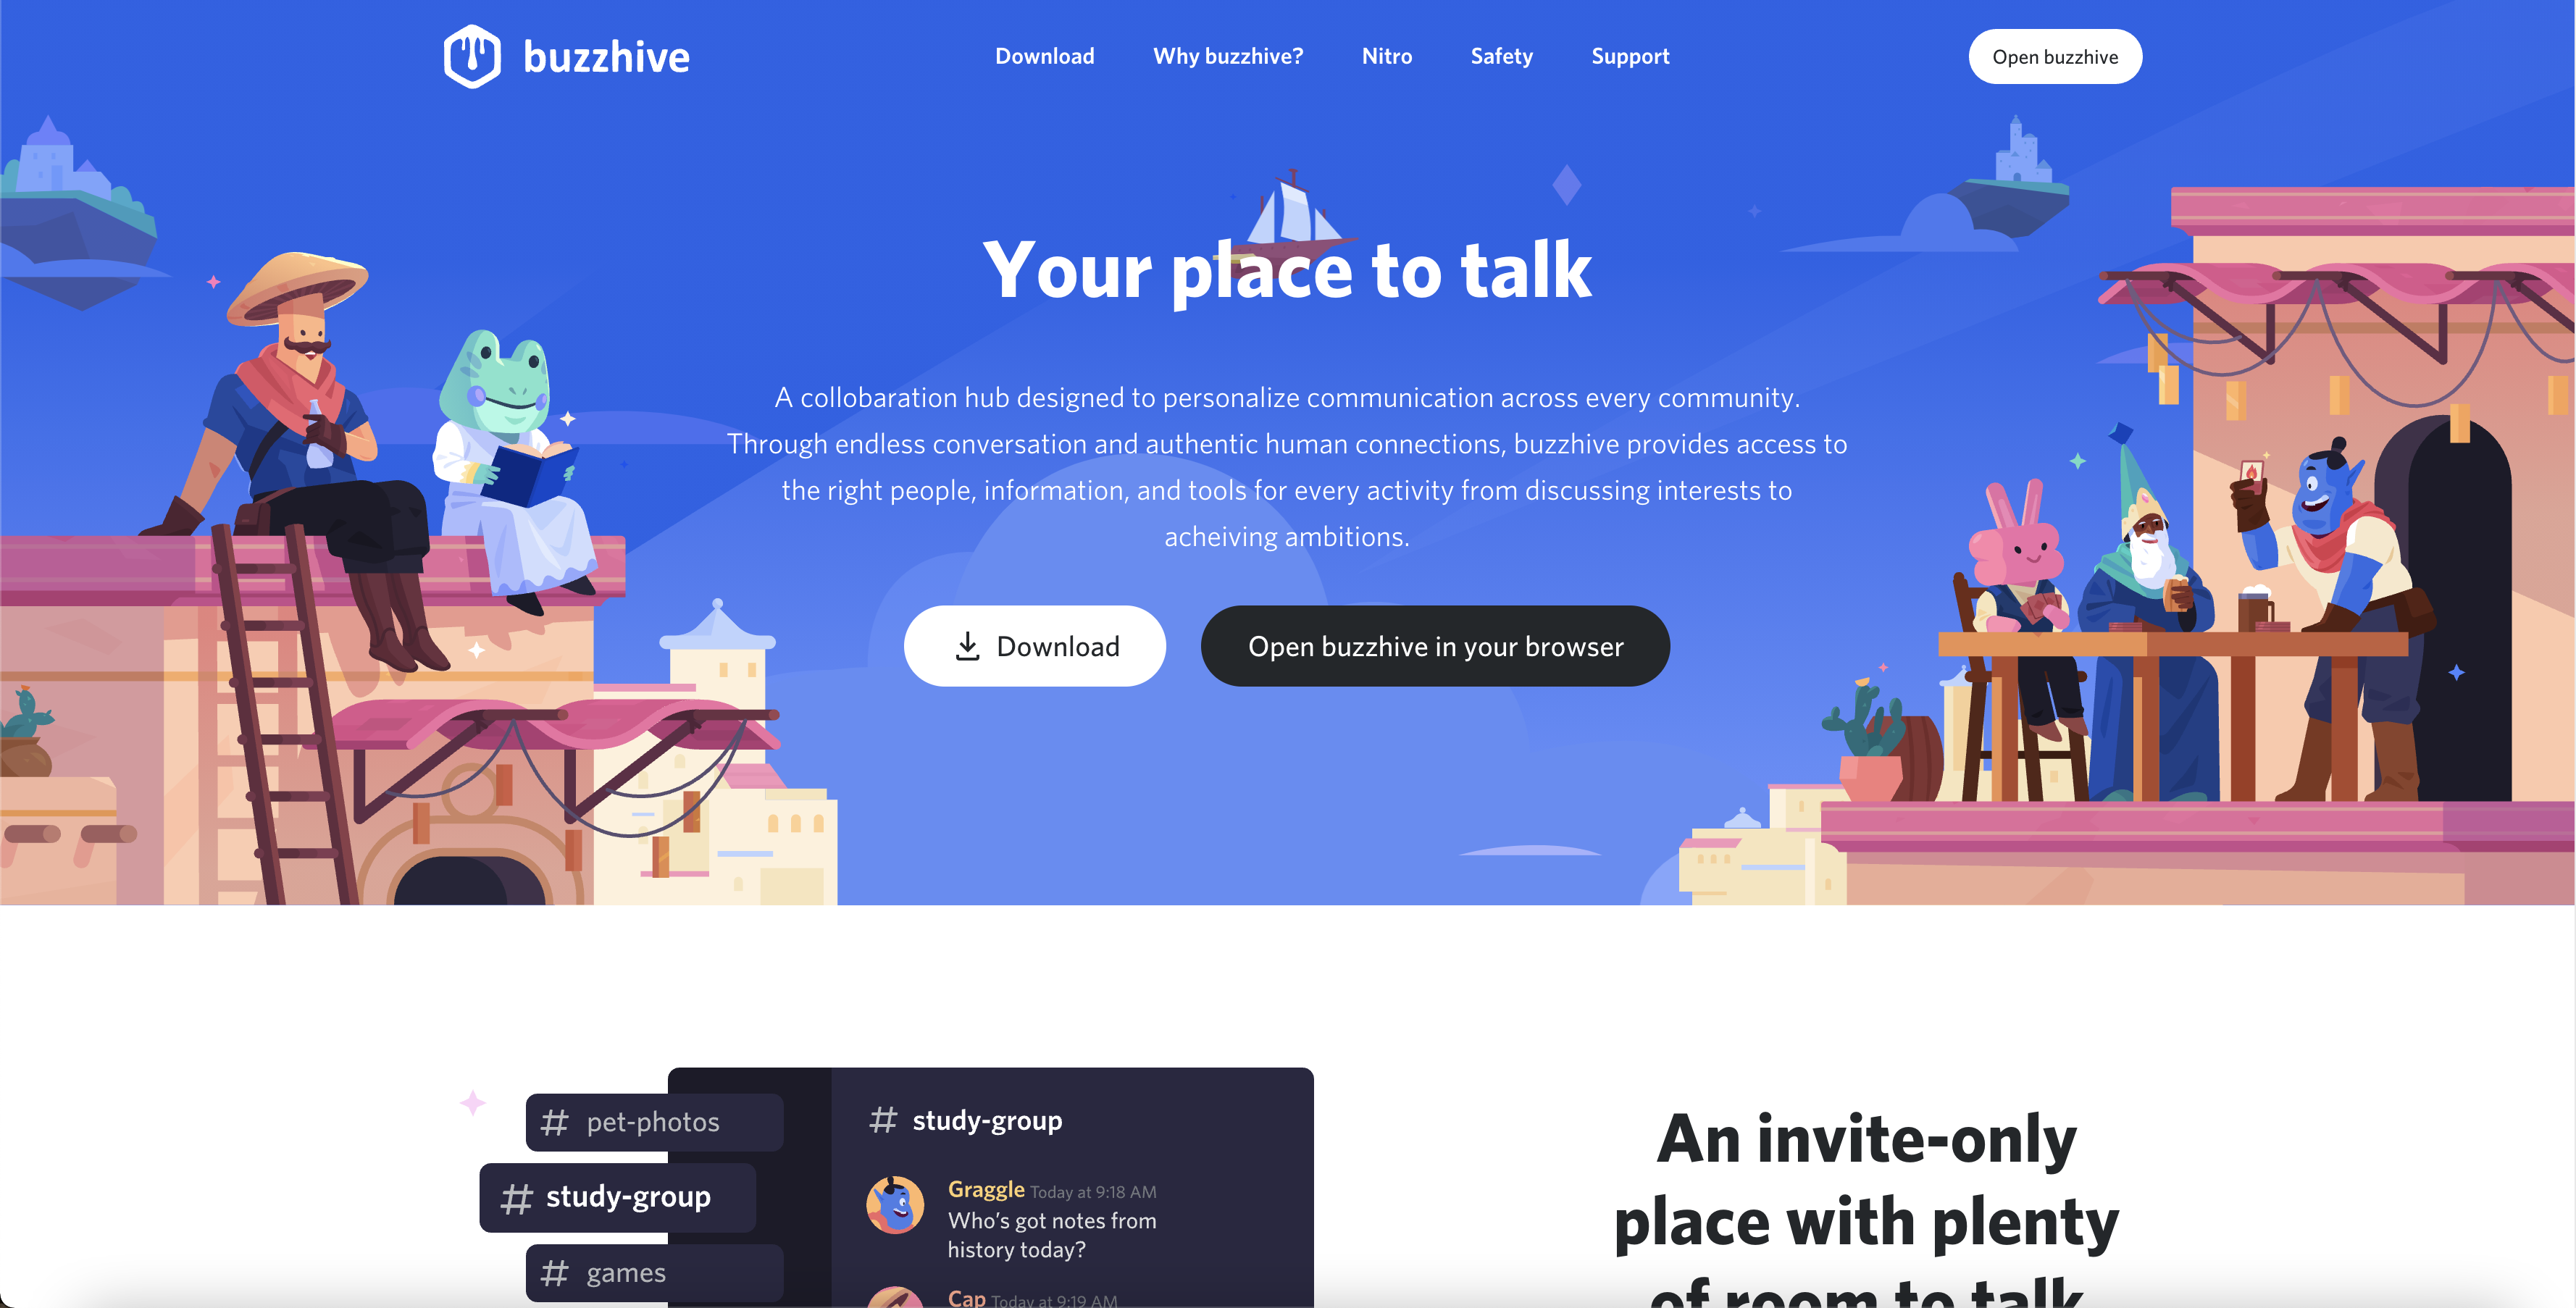 buzzhive
Download Why buzzhive? Nitro Safety Support
Open buzzhive
Your place to talk
A collobaration hub designed to personalize communication across every community.
Through endless conversation and authentic human connections, buzzhive provides access to
the right people, information, and tools for every activity from discussing interests to
acheiving ambitions.
Download
Open buzzhive in your browser
# pet-photos
# study-group
# games
# study-group
Graggle Today at 9:18 AM
Who's got notes from
history today?
Cap Today at 9:19 AM
An invite-only
place with plenty
of room to talk